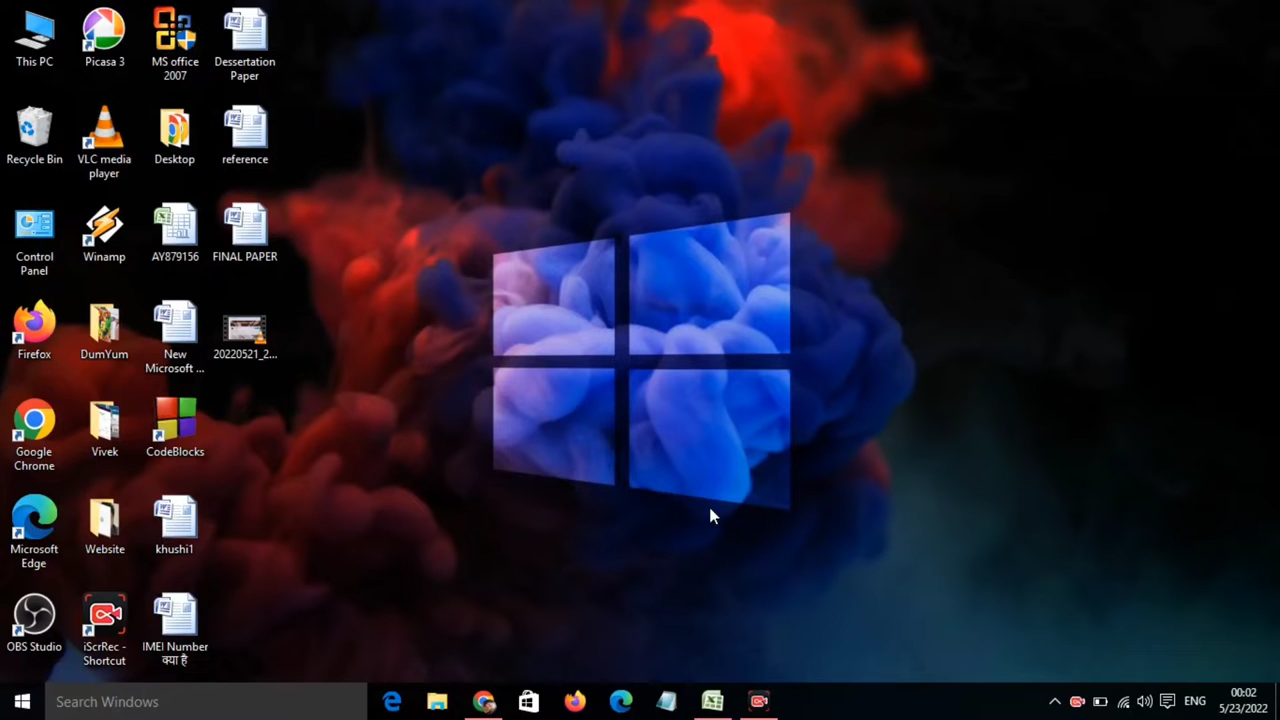 This PC
Picasa 3
MS office
2007
Dessertation
Paper
Recycle Bin
VLC media
player
Desktop
reference
Control
Panel
Winamp
AY879156
FINAL PAPER
Firefox
DumYum
New
Microsoft ...
20220521_2...
Google
Chrome
Vivek
CodeBlocks
Microsoft
Edge
Website
khushi1
OBS Studio
iScrRec -
Shortcut
IMEI Number
क्या है
Search Windows
ENG
00:02
5/23/2022